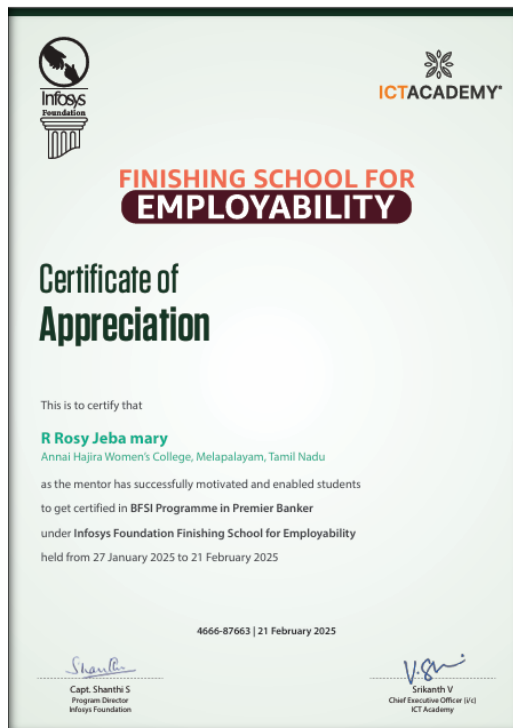 Infosys
Foundation
ICTACADEMY
FINISHING SCHOOL FOR
EMPLOYABILITY
Certificate of
Appreciation
This is to certify that
R Rosy Jeba mary
Annai Hajira Women's College, Melapalayam, Tamil Nadu
as the mentor has successfully motivated and enabled students
to get certified in BFSI Programme in Premier Banker
under Infosys Foundation Finishing School for Employability
held from 27 January 2025 to 21 February 2025
4666-87663 | 21 February 2025
Shanthi
Capt. Shanthi S
Program Director
Infosys Foundation
Srikanth V
Chief Executive Officer (i/c)
ICT Academy